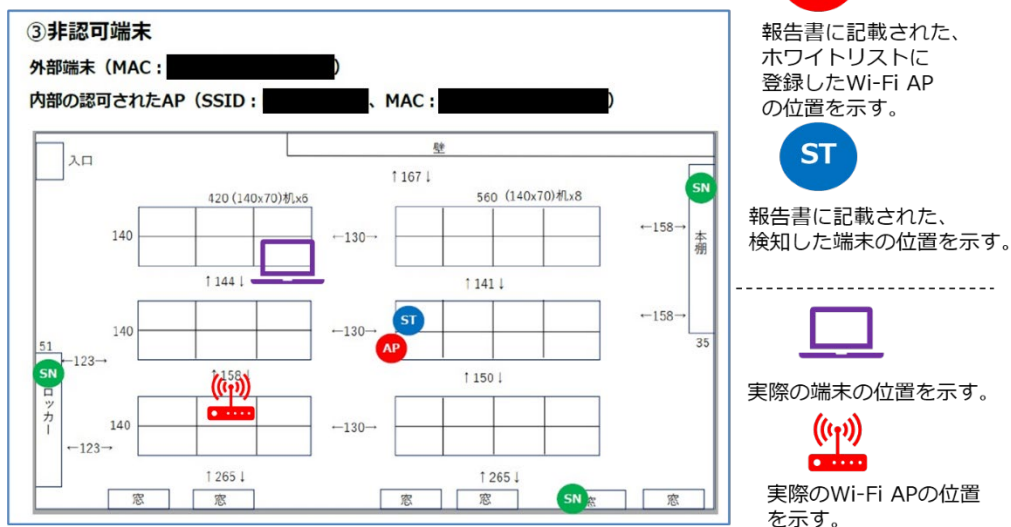 ③非認可端末
外部端末（MAC：　　）
内部の認可されたAP（SSID：　　、MAC：　　）
壁
入口
↑167↓
420 (140x70)机x6
560 (140x70)机x8
SN
140
←130→
←158→
本棚
↑144↓
↑141↓
ST
←158→
140
←130→
AP
35
51
←123→
SN
↑158↓
↑150↓
ロッカー
140
←130→
←123→
↑265↓
↑265↓
窓
窓
窓
窓
SN
窓
窓
報告書に記載された、
ホワイトリストに
登録したWi-Fi AP
の位置を示す。
ST
報告書に記載された、
検知した端末の位置を示す。
実際の端末の位置を示す。
実際のWi-Fi APの位置
を示す。